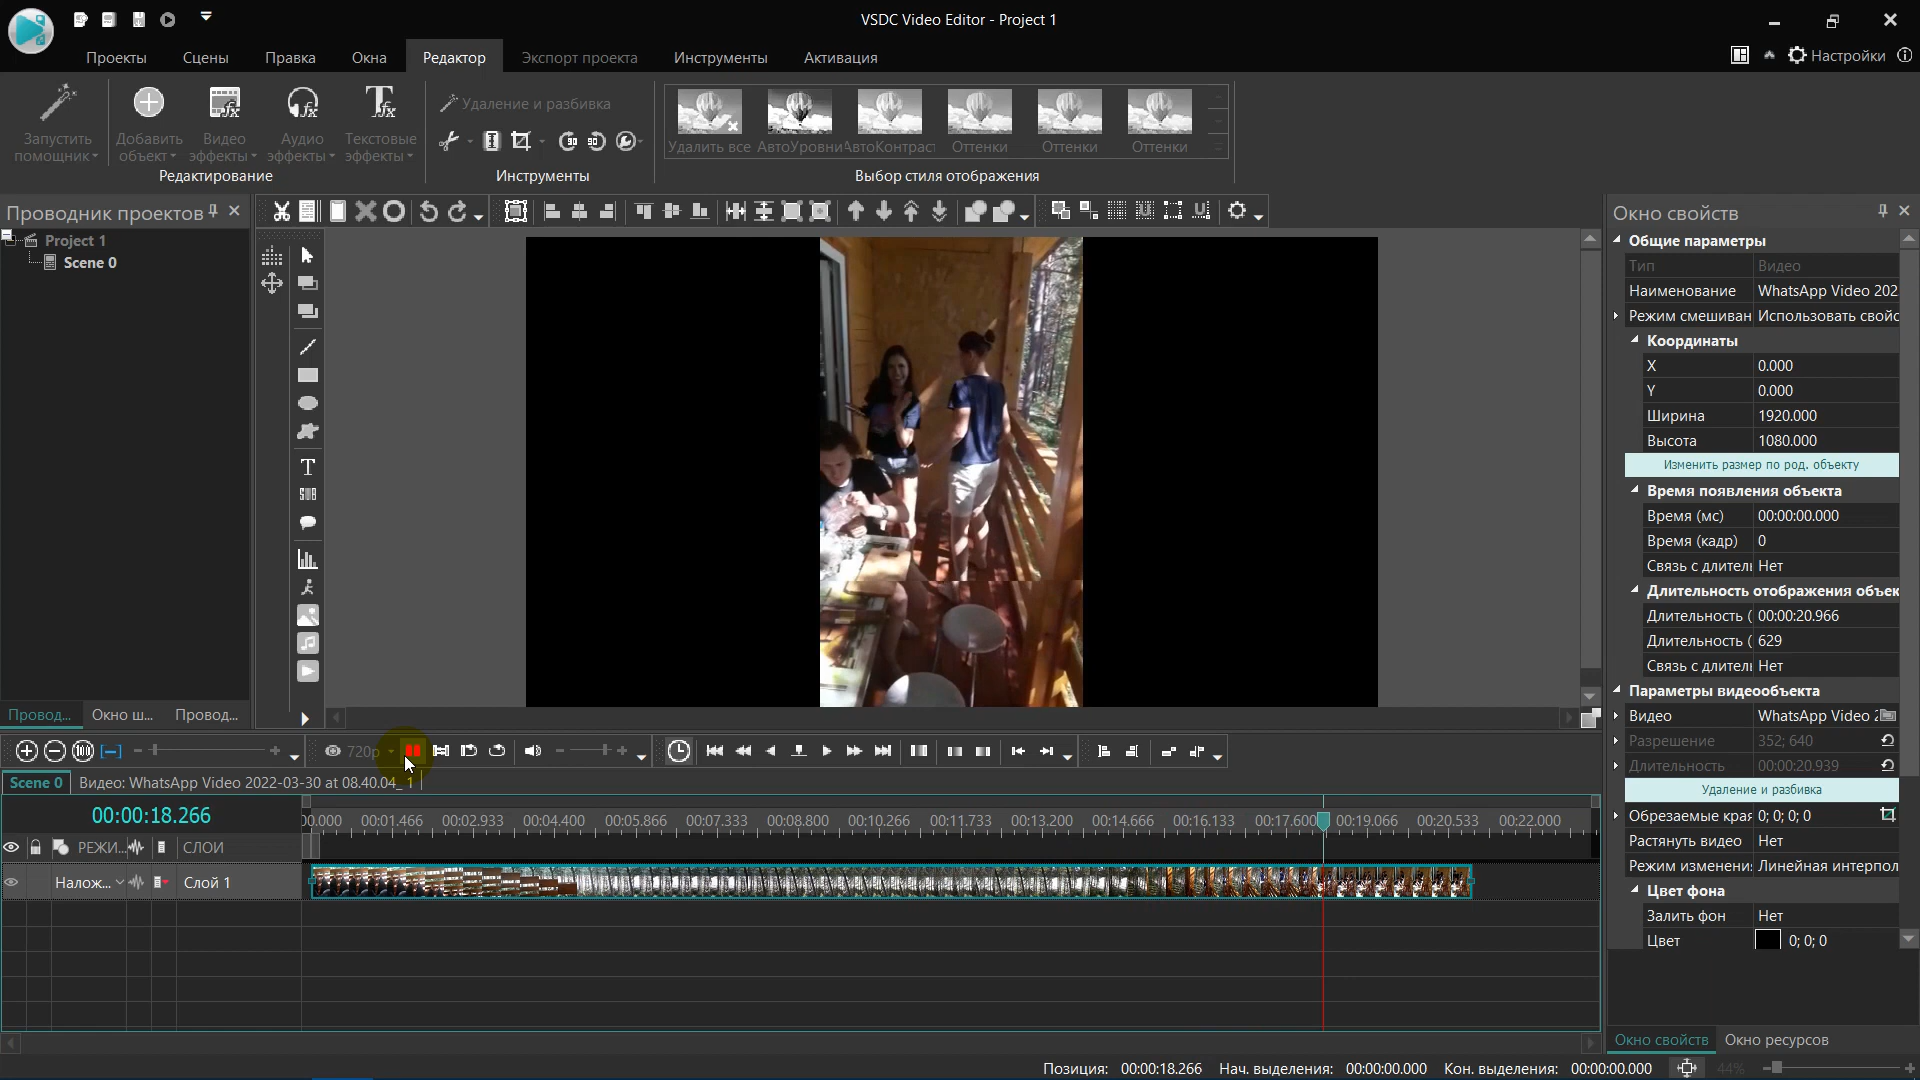 VSDC Video Editor - Project 1
Проекты Сцены Правка Окна Редактор Экспорт проекта Инструменты Активация
Настройки
Запустить помощник
Добавить объект
Видео эффекты
Аудио эффекты
Текстовые эффекты
Редактирование
Удаление и разбивка
Инструменты
Удалить все АвтоУровни АвтоКонтраст Оттенки Оттенки Оттенки
Выбор стиля отображения
Проводник проектов
Project 1
Scene 0
Провод... Окно ш... Провод...
Окно свойств
Общие параметры
Тип Видео
Наименование WhatsApp Video 202
Режим смешиван Использовать свойс
Координаты
X 0.000
Y 0.000
Ширина 1920.000
Высота 1080.000
Изменить размер по род. объекту
Время появления объекта
Время (мс) 00:00:00.000
Время (кадр) 0
Связь с длител Нет
Длительность отображения объек
Длительность ( 00:00:20.966
Длительность ( 629
Связь с длител Нет
Параметры видеообъекта
Видео WhatsApp Video 2
Разрешение 352; 640
Длительность 00:00:20.939
Удаление и разбивка
Обрезаемые края 0; 0; 0; 0
Растянуть видео Нет
Режим изменени Линейная интерпол
Цвет фона
Залить фон Нет
Цвет 0; 0; 0
Окно свойств Окно ресурсов
720p
Scene 0 Видео: WhatsApp Video 2022-03-30 at 08.40.04_ 1
00:00:18.266
0.000 00:01.466 00:02.933 00:04.400 00:05.866 00:07.333 00:08.800 00:10.266 00:11.733 00:13.200 00:14.666 00:16.133 00:17.600 00:19.066 00:20.533 00:22.000
РЕЖИ... СЛОИ
Налож... Слой 1
Позиция: 00:00:18.266 Нач. выделения: 00:00:00.000 Кон. выделения: 00:00:00.000 44%